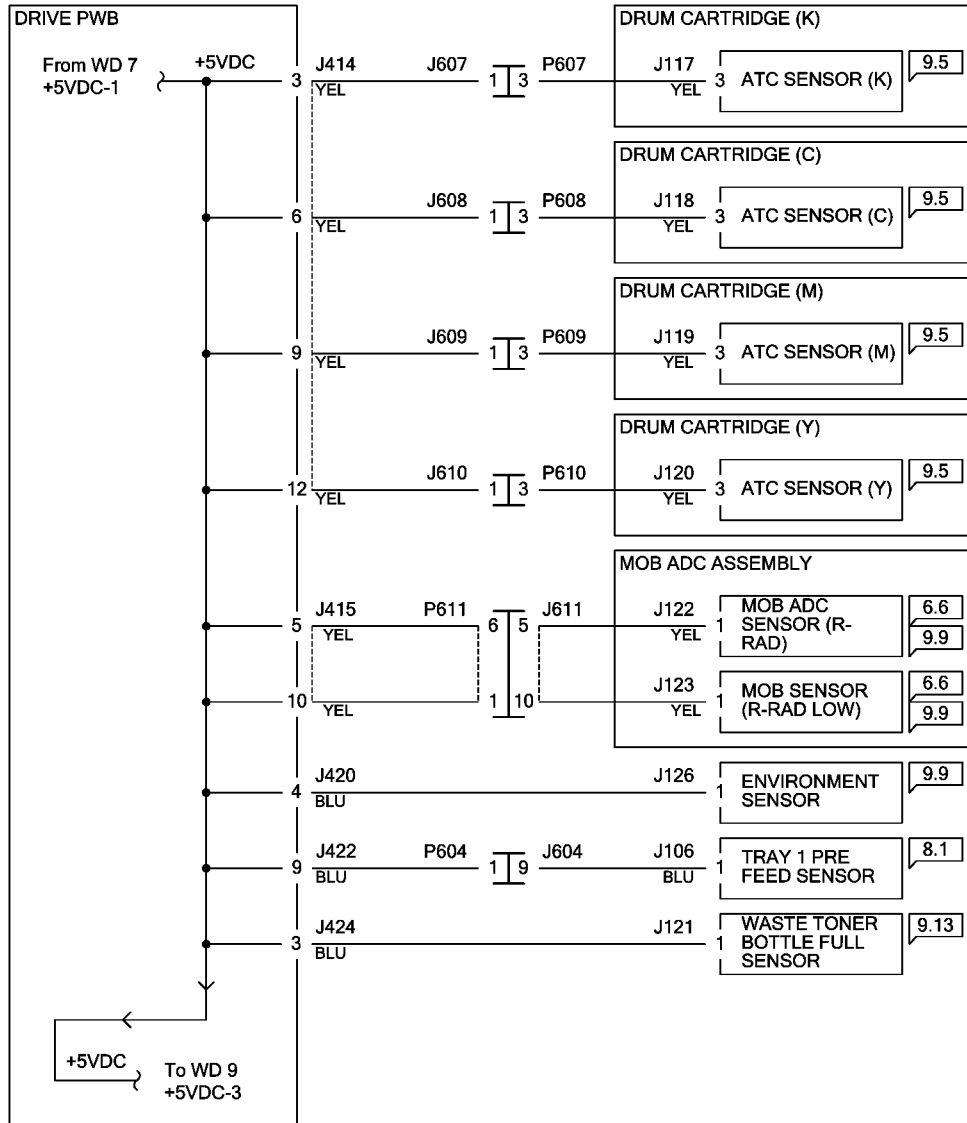 DRIVE PWB
From WD 7
+5VDC-1
+5VDC
3 J414 J607 1 3 P607
YEL
DRUM CARTRIDGE (K)
J117 3 ATC SENSOR (K) 9.5
YEL
6 J608 1 3 P608
YEL
DRUM CARTRIDGE (C)
J118 3 ATC SENSOR (C) 9.5
YEL
9 J609 1 3 P609
YEL
DRUM CARTRIDGE (M)
J119 3 ATC SENSOR (M) 9.5
YEL
12 J610 1 3 P610
YEL
DRUM CARTRIDGE (Y)
J120 3 ATC SENSOR (Y) 9.5
YEL
MOB ADC ASSEMBLY
5 J415 P611 6 5 J611 J122 1
YEL YEL
MOB ADC
SENSOR (R-
RAD)
6.6
9.9
10 1 10 J123 1
YEL YEL
MOB SENSOR
(R-RAD LOW)
6.6
9.9
4 J420 J126 1
BLU
ENVIRONMENT
SENSOR
9.9
9 J422 P604 1 9 J604 J106 1
BLU BLU
TRAY 1 PRE
FEED SENSOR
8.1
3 J424 J121 1
BLU
WASTE TONER
BOTTLE FULL
SENSOR
9.13
+5VDC
To WD 9
+5VDC-3